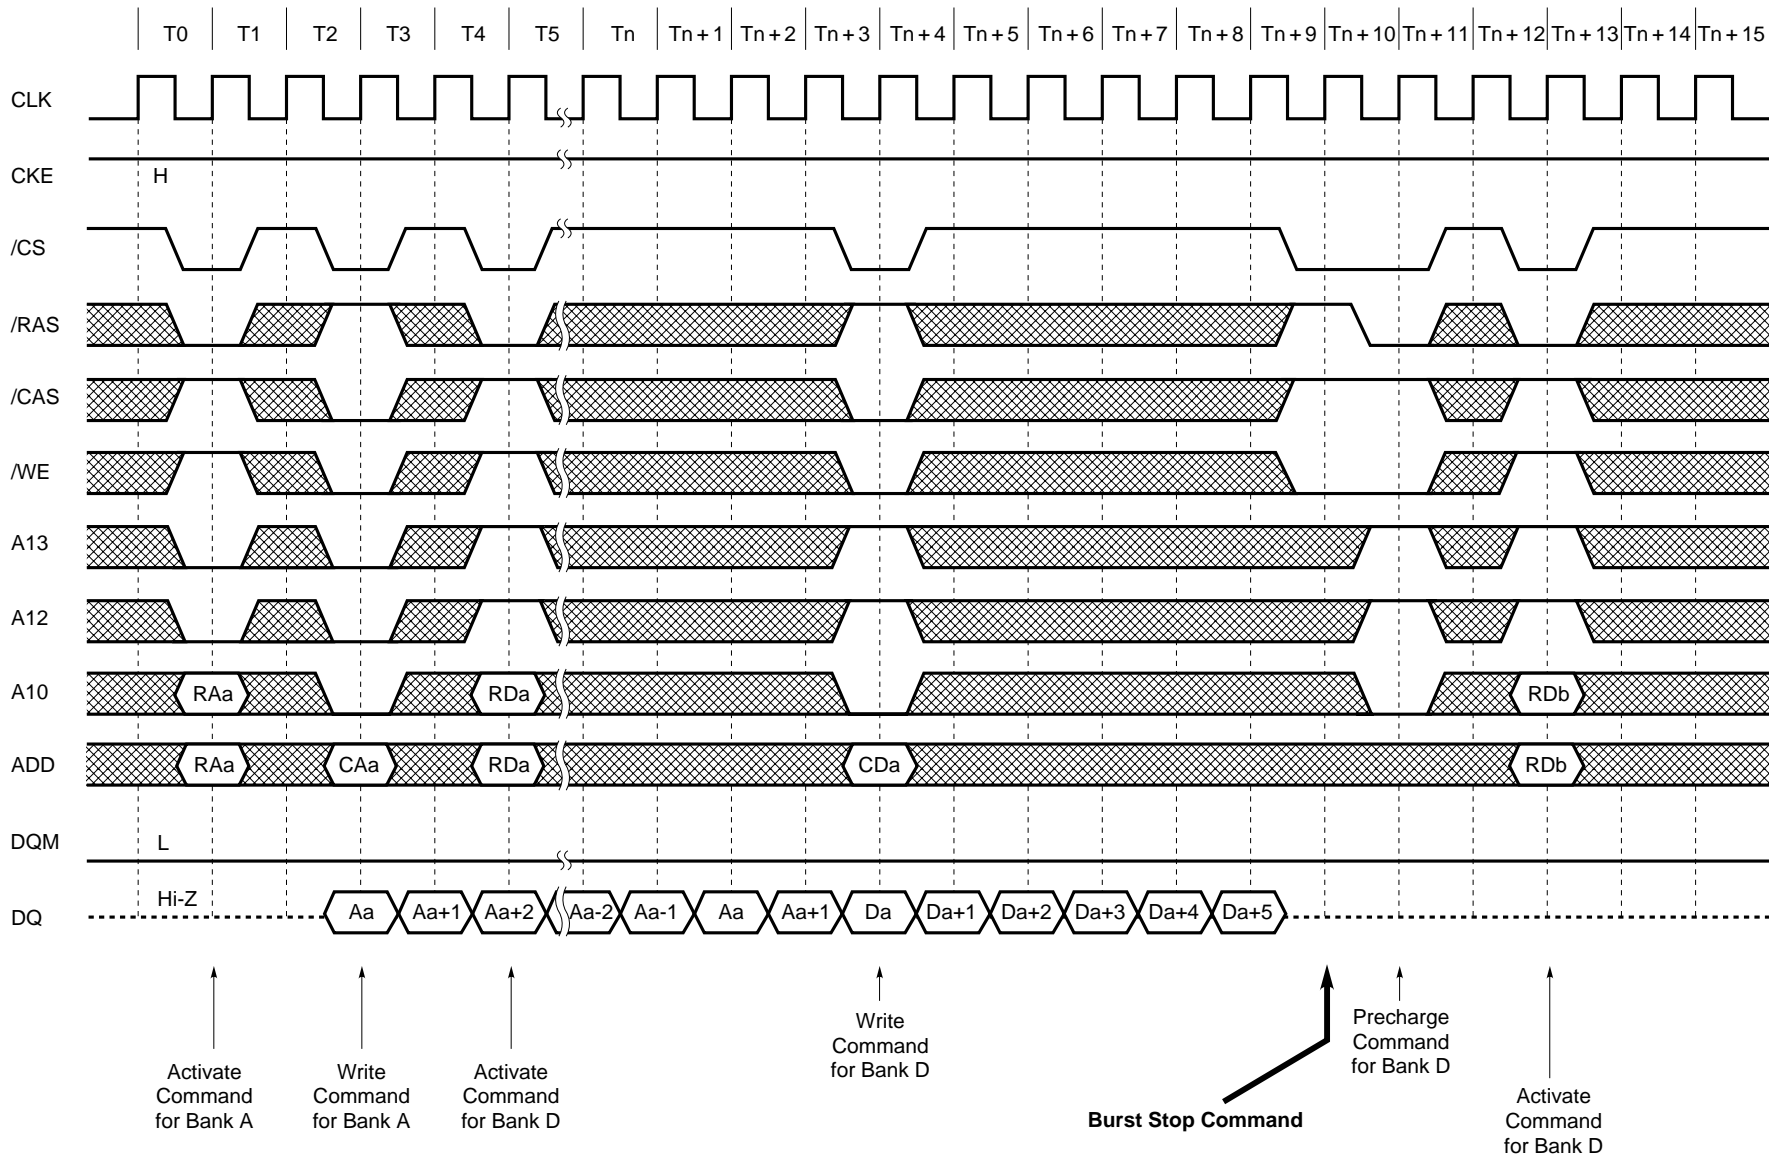 T0 T1 T2 T3 T4 T5 Tn Tn + 1 Tn + 2 Tn + 3 Tn + 4 Tn + 5 Tn + 6 Tn + 7 Tn + 8 Tn + 9 Tn + 10 Tn + 11 Tn + 12 Tn + 13 Tn + 14 Tn + 15
CLK
CKE H
/CS
/RAS
/CAS
/WE
A13
A12
A10 RAa RDa RDb
ADD RAa CAa RDa CDa RDb
DQM L
Hi-Z
DQ Aa Aa+1 Aa+2 Aa-2 Aa-1 Aa Aa+1 Da Da+1 Da+2 Da+3 Da+4 Da+5
Activate
Command
for Bank A
Write
Command
for Bank A
Activate
Command
for Bank D
Write
Command
for Bank D
Burst Stop Command
Precharge
Command
for Bank D
Activate
Command
for Bank D